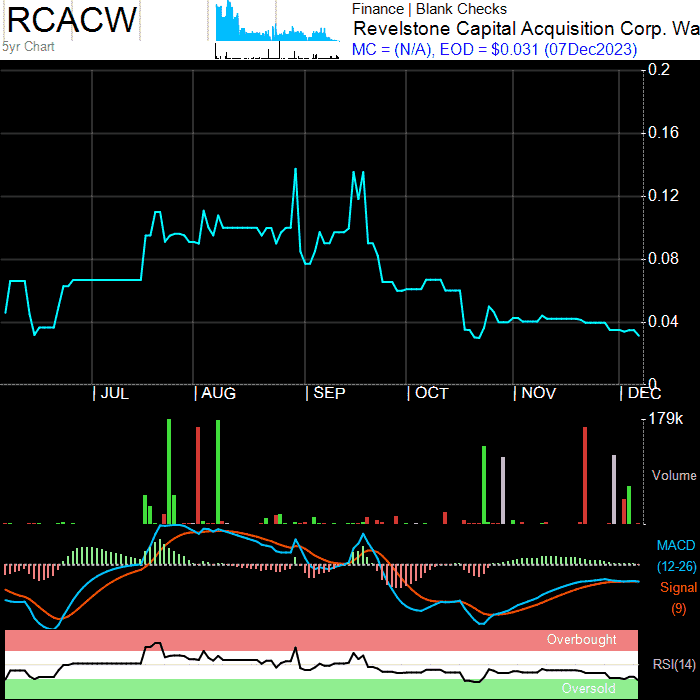 RCACW
5yr Chart
Finance | Blank Checks
Revelstone Capital Acquisition Corp. Wa
MC = (N/A), EOD = $0.031 (07Dec2023)
0.2
0.16
0.12
0.08
0.04
0
| JUL | AUG | SEP | OCT | NOV | DEC
179k
Volume
MACD
(12-26)
Signal
(9)
Overbought
RSI(14)
Oversold